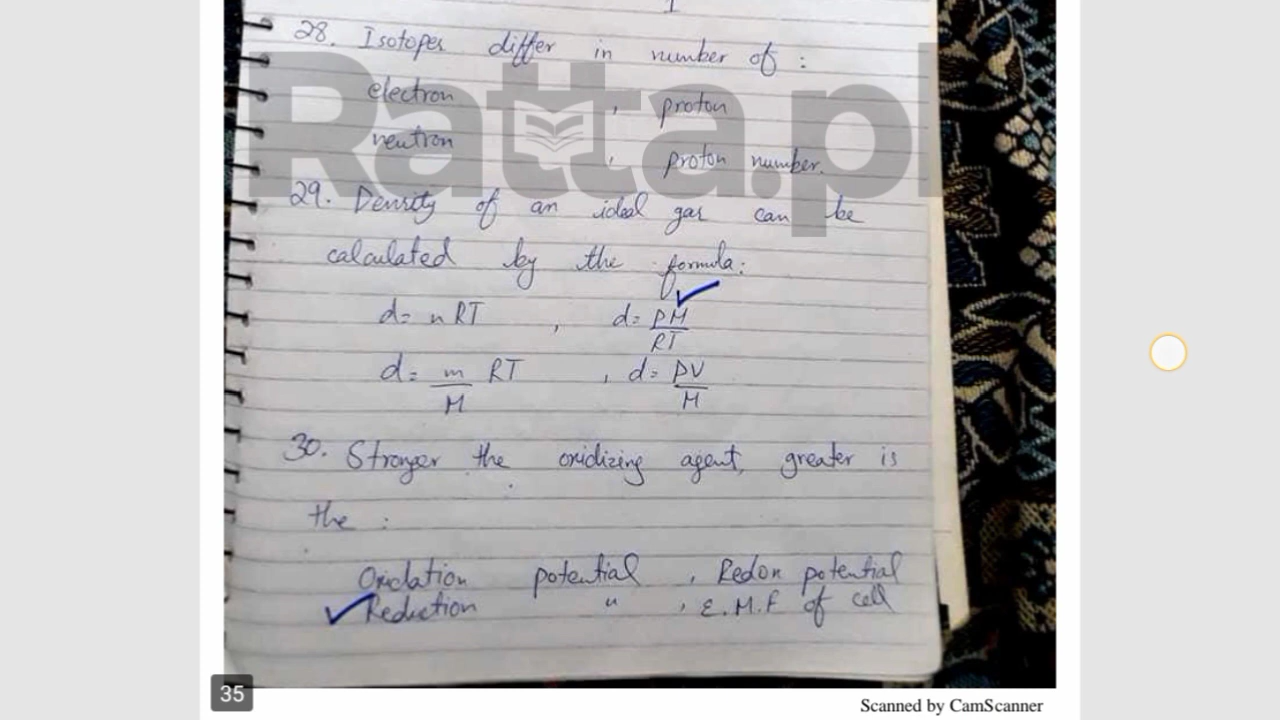 28. Isotopes differ in number of :
electron , proton
neutron , proton number.
29. Density of an ideal gas can be
calculated by the formula:
d= nRT , d= PM/RT
d= m/M RT , d= PV/M
30. Stronger the oxidizing agent, greater is
the :
Oxidation potential , Redox potential
✓Reduction " , E.M.F of cell
Ratta.p
35
Scanned by CamScanner